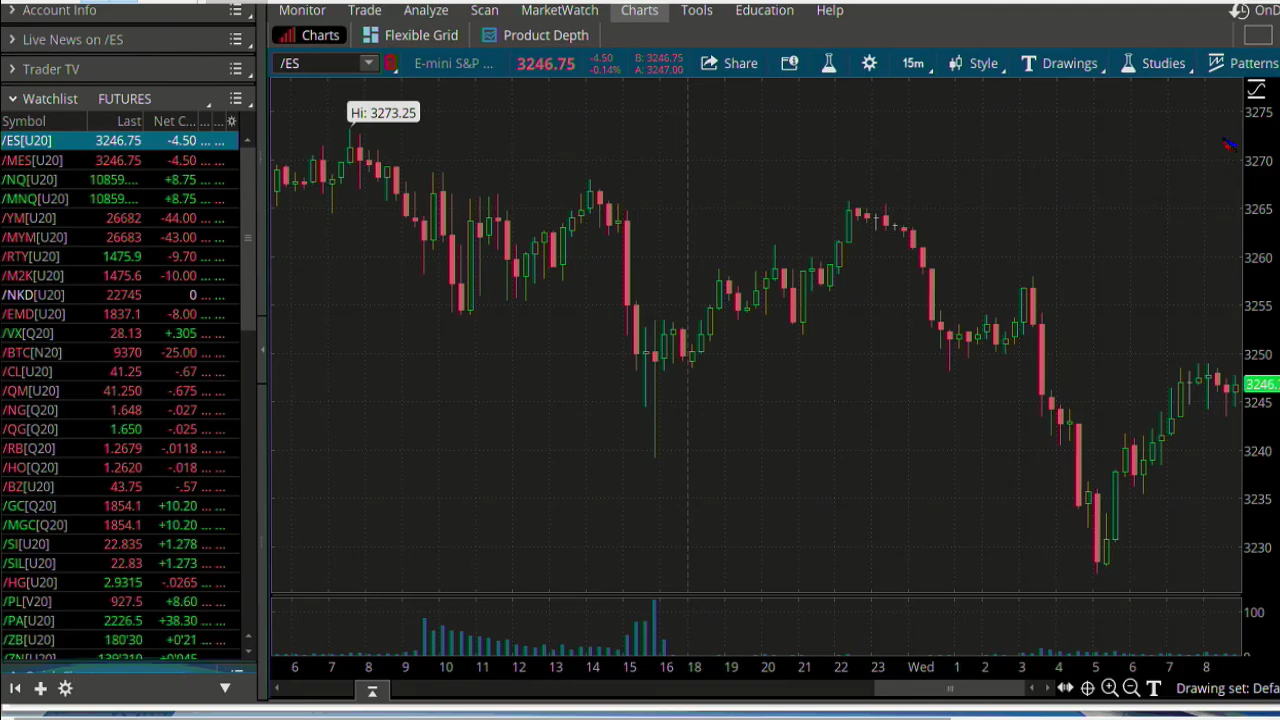 Account Info
Monitor Trade Analyze Scan MarketWatch Charts Tools Education Help
Live News on /ES
Charts Flexible Grid Product Depth
Trader TV
/ES E-mini S&P ... 3246.75 -4.50 -0.14% B: 3246.75 A: 3247.00 Share 15m Style Drawings Studies Patterns
Watchlist FUTURES
Symbol Last Net C... ... ...
/ES[U20] 3246.75 -4.50 ... ...
/MES[U20] 3246.75 -4.50 ... ...
/NQ[U20] 10859.... +8.75 ... ...
/MNQ[U20] 10859.... +8.75 ... ...
/YM[U20] 26682 -44.00 ... ...
/MYM[U20] 26683 -43.00 ... ...
/RTY[U20] 1475.9 -9.70 ... ...
/M2K[U20] 1475.6 -10.00 ... ...
/NKD[U20] 22745 0 ... ...
/EMD[U20] 1837.1 -8.00 ... ...
/VX[Q20] 28.13 +.305 ... ...
/BTC[N20] 9370 -25.00 ... ...
/CL[U20] 41.25 -.67 ... ...
/QM[U20] 41.250 -.675 ... ...
/NG[Q20] 1.648 -.027 ... ...
/QG[Q20] 1.650 -.025 ... ...
/RB[Q20] 1.2679 -.0118 ... ...
/HO[Q20] 1.2620 -.018 ... ...
/BZ[U20] 43.75 -.57 ... ...
/GC[Q20] 1854.1 +10.20 ... ...
/MGC[Q20] 1854.1 +10.20 ... ...
/SI[U20] 22.835 +1.278 ... ...
/SIL[U20] 22.83 +1.273 ... ...
/HG[U20] 2.9315 -.0265 ... ...
/PL[V20] 927.5 +8.60 ... ...
/PA[U20] 2226.5 +38.30 ... ...
/ZB[U20] 180'30 +0'21 ... ...
Hi: 3273.25
3275
3270
3265
3260
3255
3250
3246.
3245
3240
3235
3230
100
0
6 7 8 9 10 11 12 13 14 15 16 18 19 20 21 22 23 Wed 1 2 3 4 5 6 7 8
T Drawing set: Defa